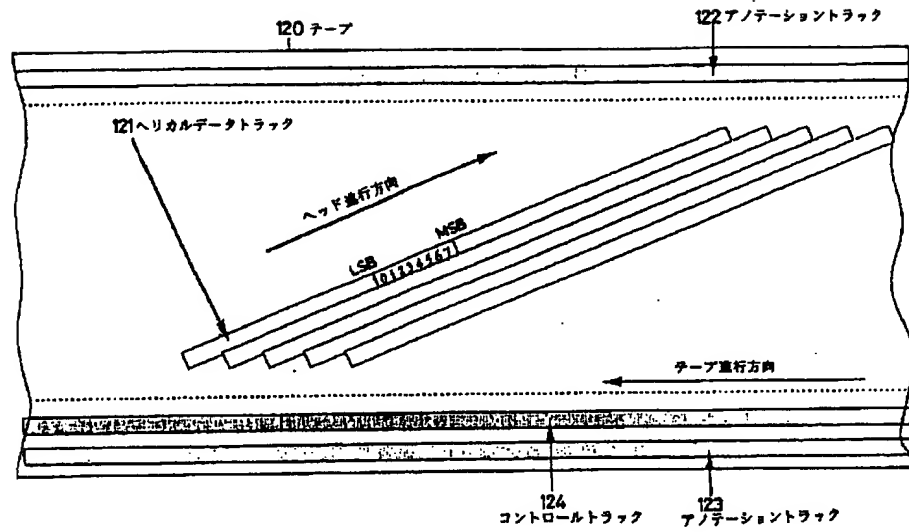 120 テープ
122 アノテーショントラック
121 ヘリカルデータトラック
ヘッド進行方向
LSB
MSB
01234567
テープ進行方向
124
コントロールトラック
123
アノテーショントラック